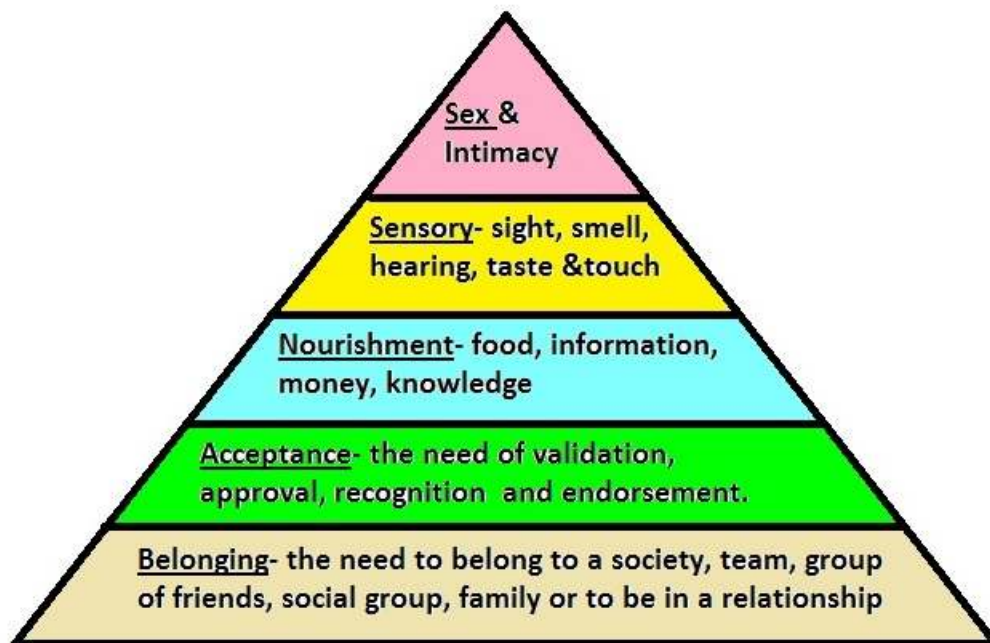 Sex &
Intimacy
Sensory- sight, smell,
hearing, taste &touch
Nourishment- food, information,
money, knowledge
Acceptance- the need of validation,
approval, recognition  and endorsement.
Belonging- the need to belong to a society, team, group
of friends, social group, family or to be in a relationship